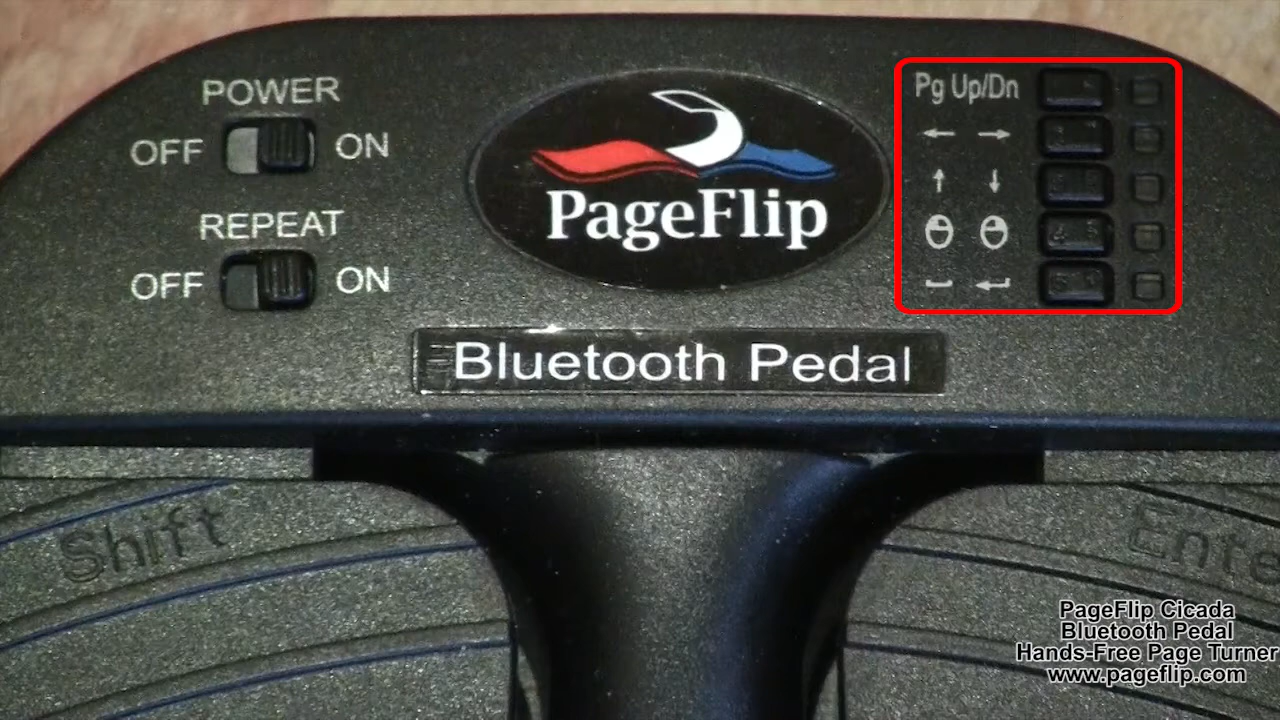 POWER
OFF ON
REPEAT
OFF ON
PageFlip
Pg Up/Dn
← →
↑ ↓
Bluetooth Pedal
Shift
Ente
PageFlip Cicada
Bluetooth Pedal
Hands-Free Page Turner
www.pageflip.com